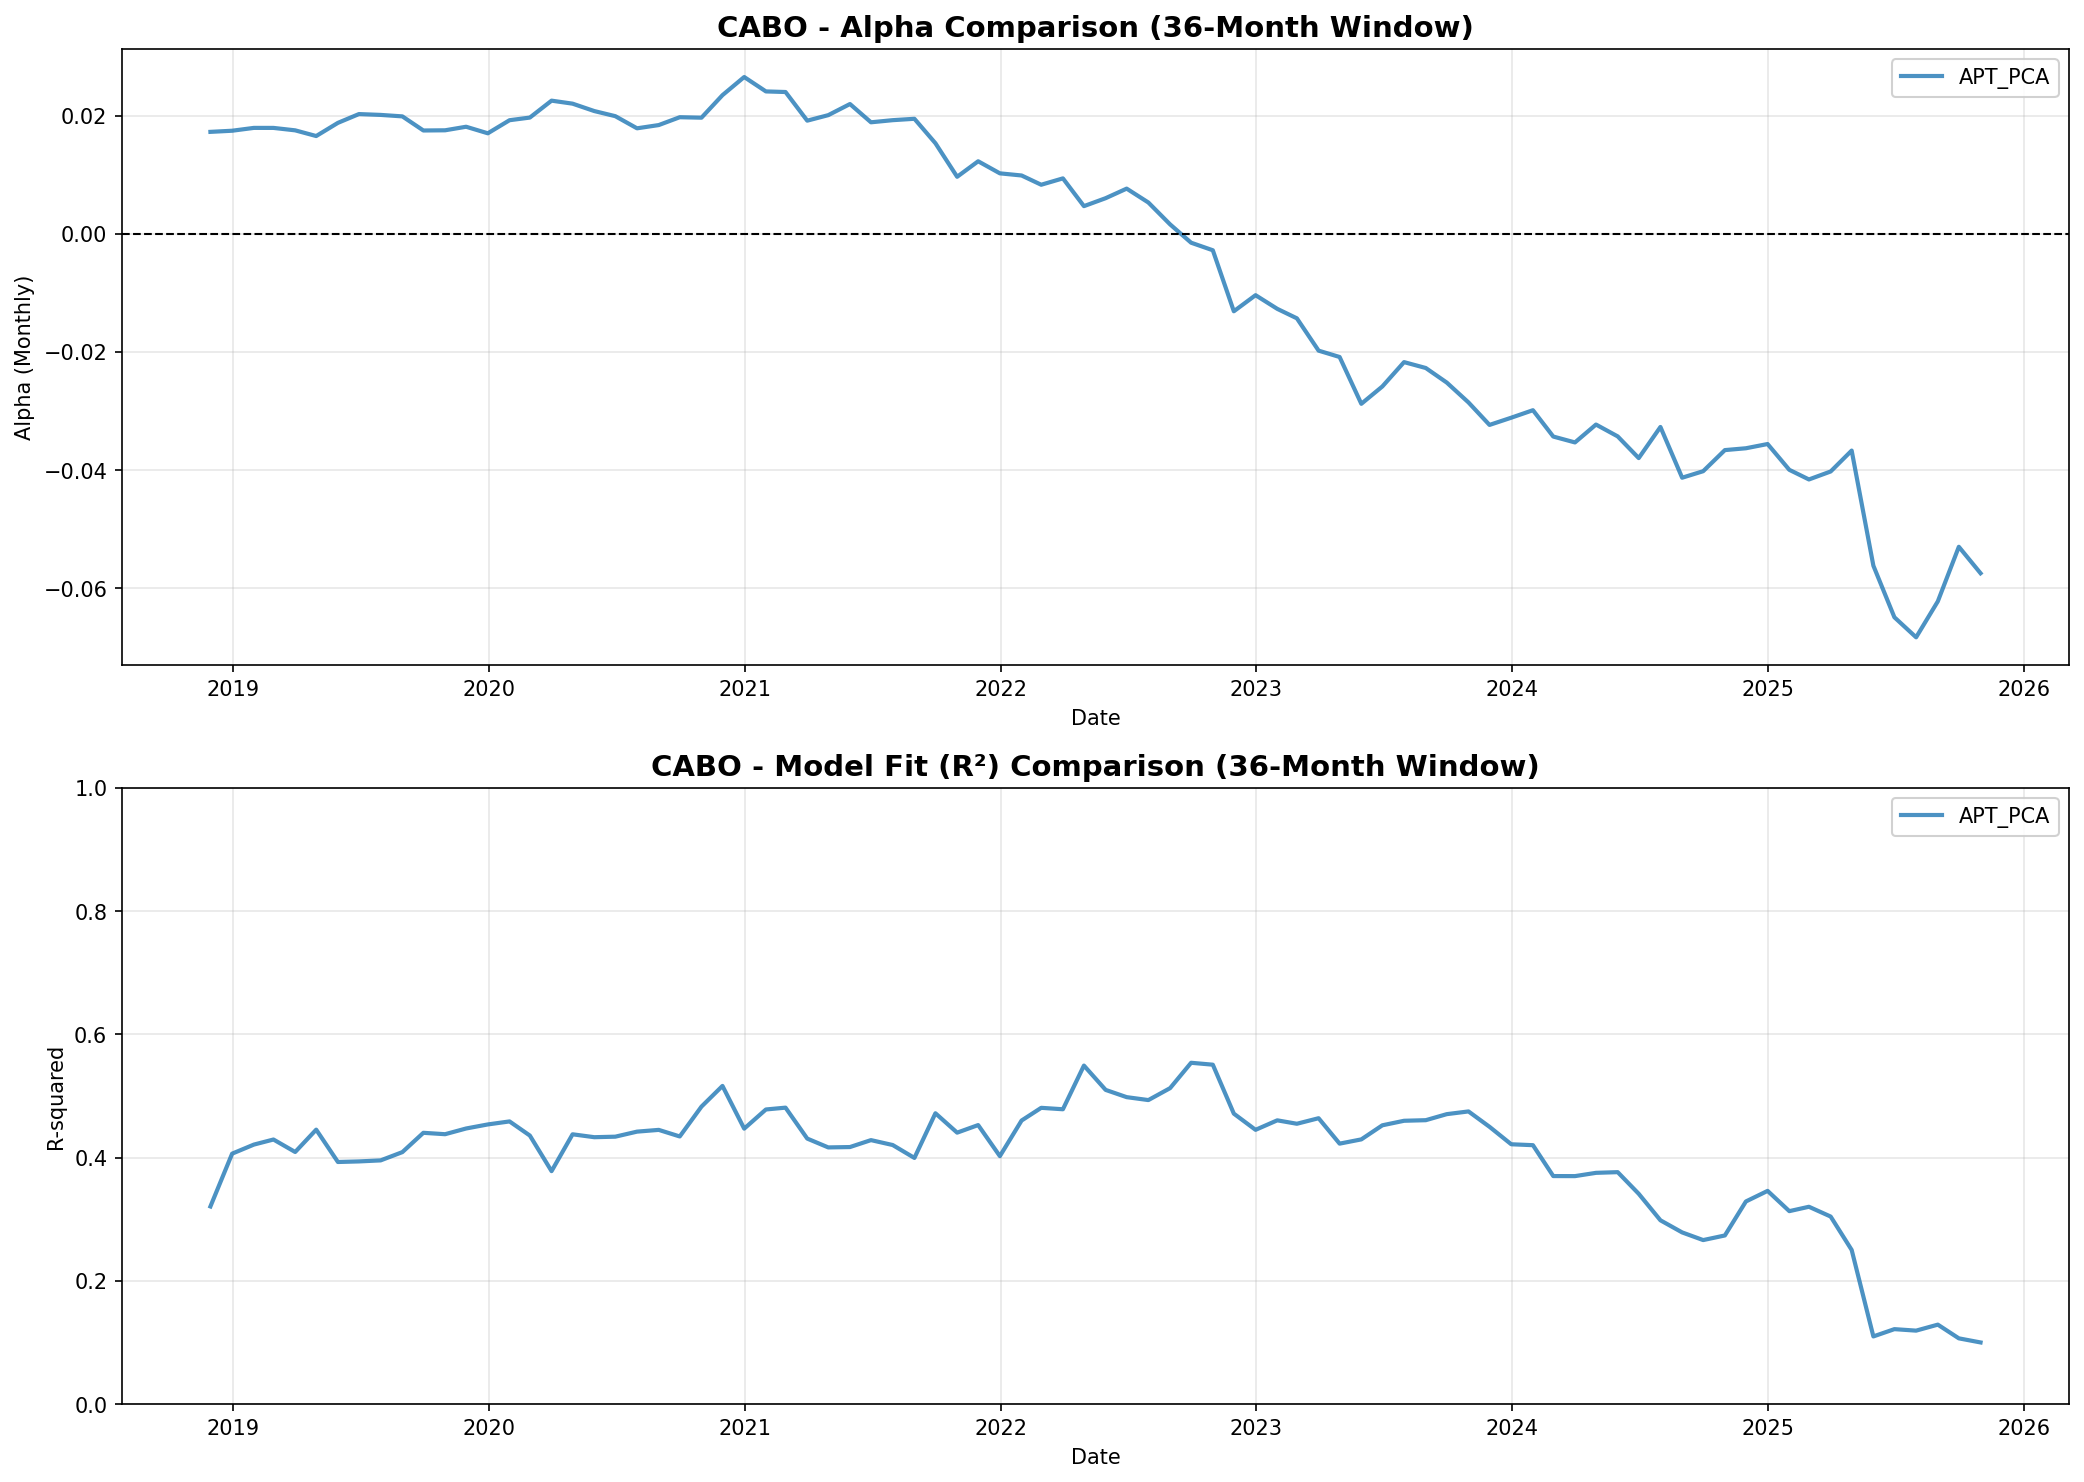 CABO - Alpha Comparison (36-Month Window)
APT_PCA
Alpha (Monthly)
0.02
0.00
−0.02
−0.04
−0.06
2019 2020 2021 2022 2023 2024 2025 2026
Date
CABO - Model Fit (R²) Comparison (36-Month Window)
APT_PCA
R-squared
1.0
0.8
0.6
0.4
0.2
0.0
2019 2020 2021 2022 2023 2024 2025 2026
Date